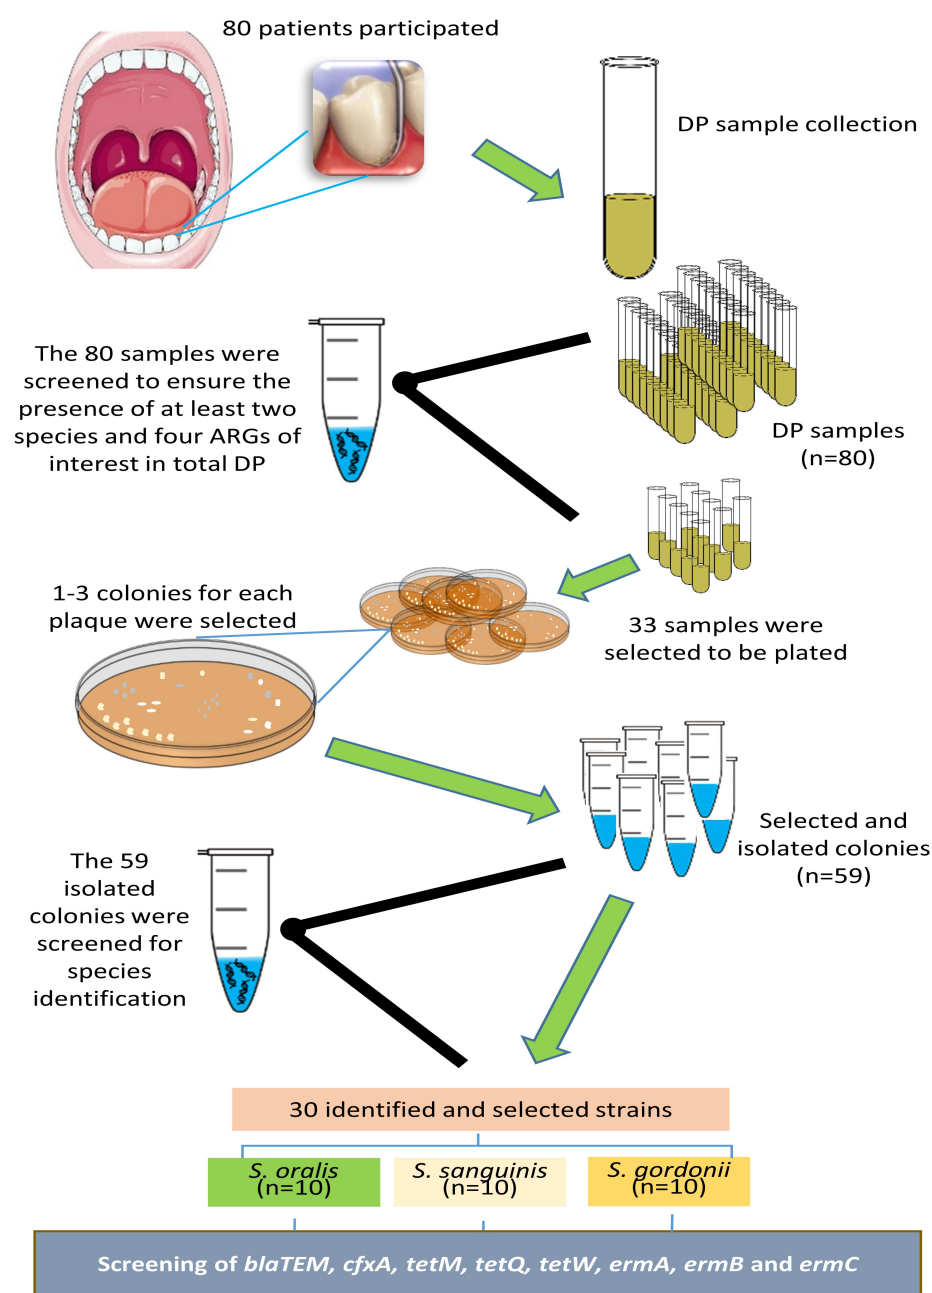 80 patients participated
DP sample collection
The 80 samples were
screened to ensure the
presence of at least two
species and four ARGs of
interest in total DP
DP samples
(n=80)
1-3 colonies for each
plaque were selected
33 samples were
selected to be plated
Selected and
isolated colonies
(n=59)
The 59
isolated
colonies were
screened for
species
identification
30 identified and selected strains
S. oralis
(n=10)
S. sanguinis
(n=10)
S. gordonii
(n=10)
Screening of blaTEM, cfxA, tetM, tetQ, tetW, ermA, ermB and ermC